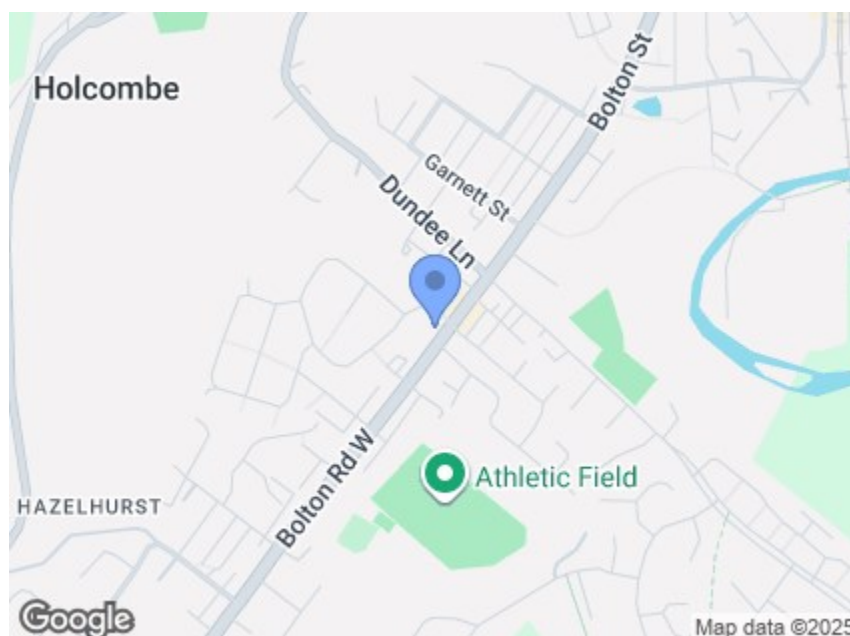 Holcombe
Bolton St
Garnett St
Dundee Ln
Athletic Field
HAZELHURST
Bolton Rd W
Google
Map data ©2025